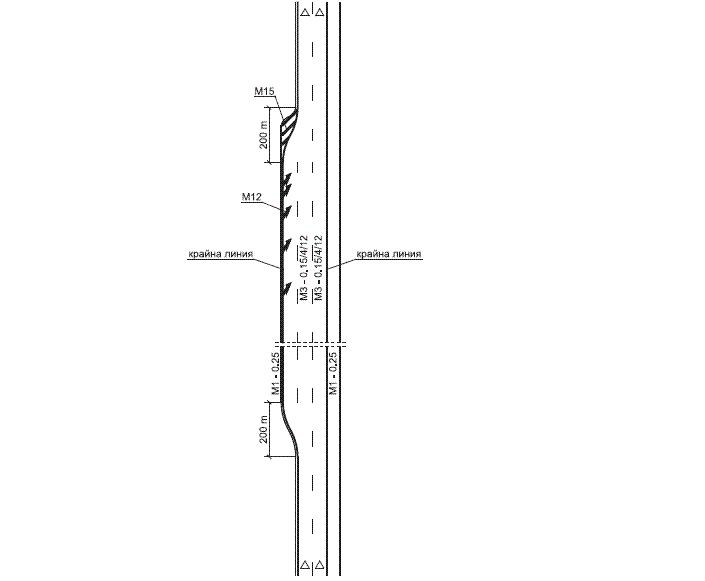 M15
200 m
M12
крайна линия
M3 - 0.15/4/12
M3 - 0.15/4/12
крайна линия
M1 - 0.25
M1 - 0.25
200 m